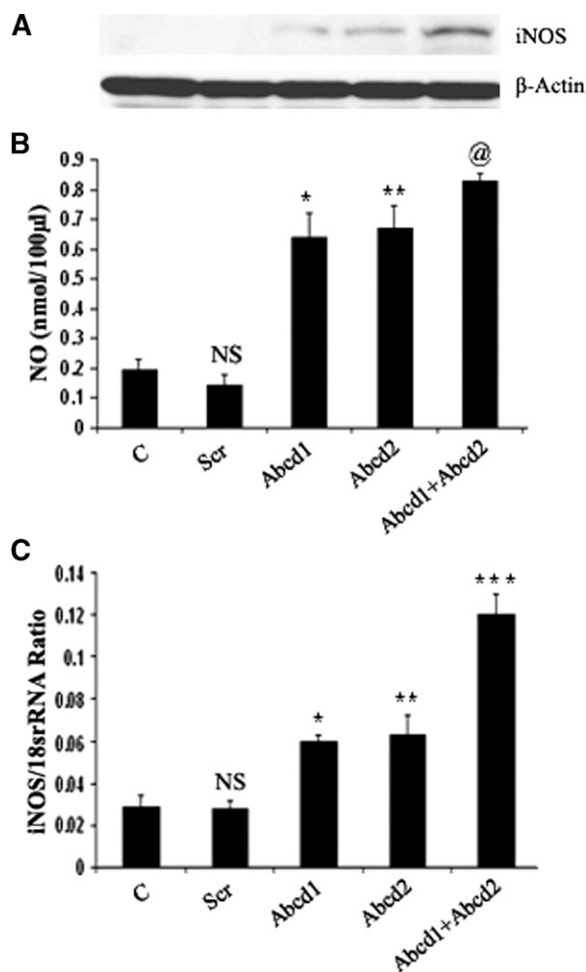 A
iNOS
β-Actin
B
NO (nmol/100µl)
0.9
0.8
0.7
0.6
0.5
0.4
0.3
0.2
0.1
0
NS
*
**
@
C
Scr
Abcd1
Abcd2
Abcd1+Abcd2
C
iNOS/18srRNA Ratio
0.14
0.12
0.1
0.08
0.06
0.04
0.02
0
NS
*
**
***
C
Scr
Abcd1
Abcd2
Abcd1+Abcd2